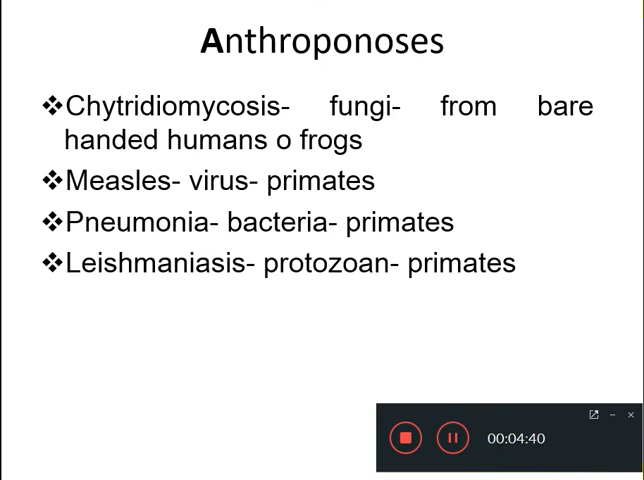 Anthroponoses
❖Chytridiomycosis- fungi- from bare
handed humans o frogs
❖Measles- virus- primates
❖Pneumonia- bacteria- primates
❖Leishmaniasis- protozoan- primates
00:04:40